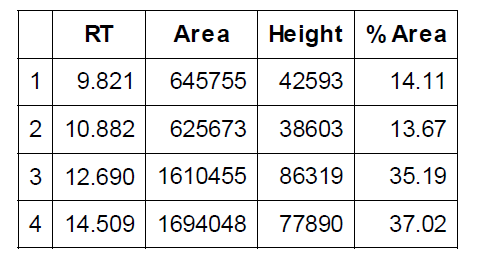 RT Area Height % Area
1 9.821 645755 42593 14.11
2 10.882 625673 38603 13.67
3 12.690 1610455 86319 35.19
4 14.509 1694048 77890 37.02